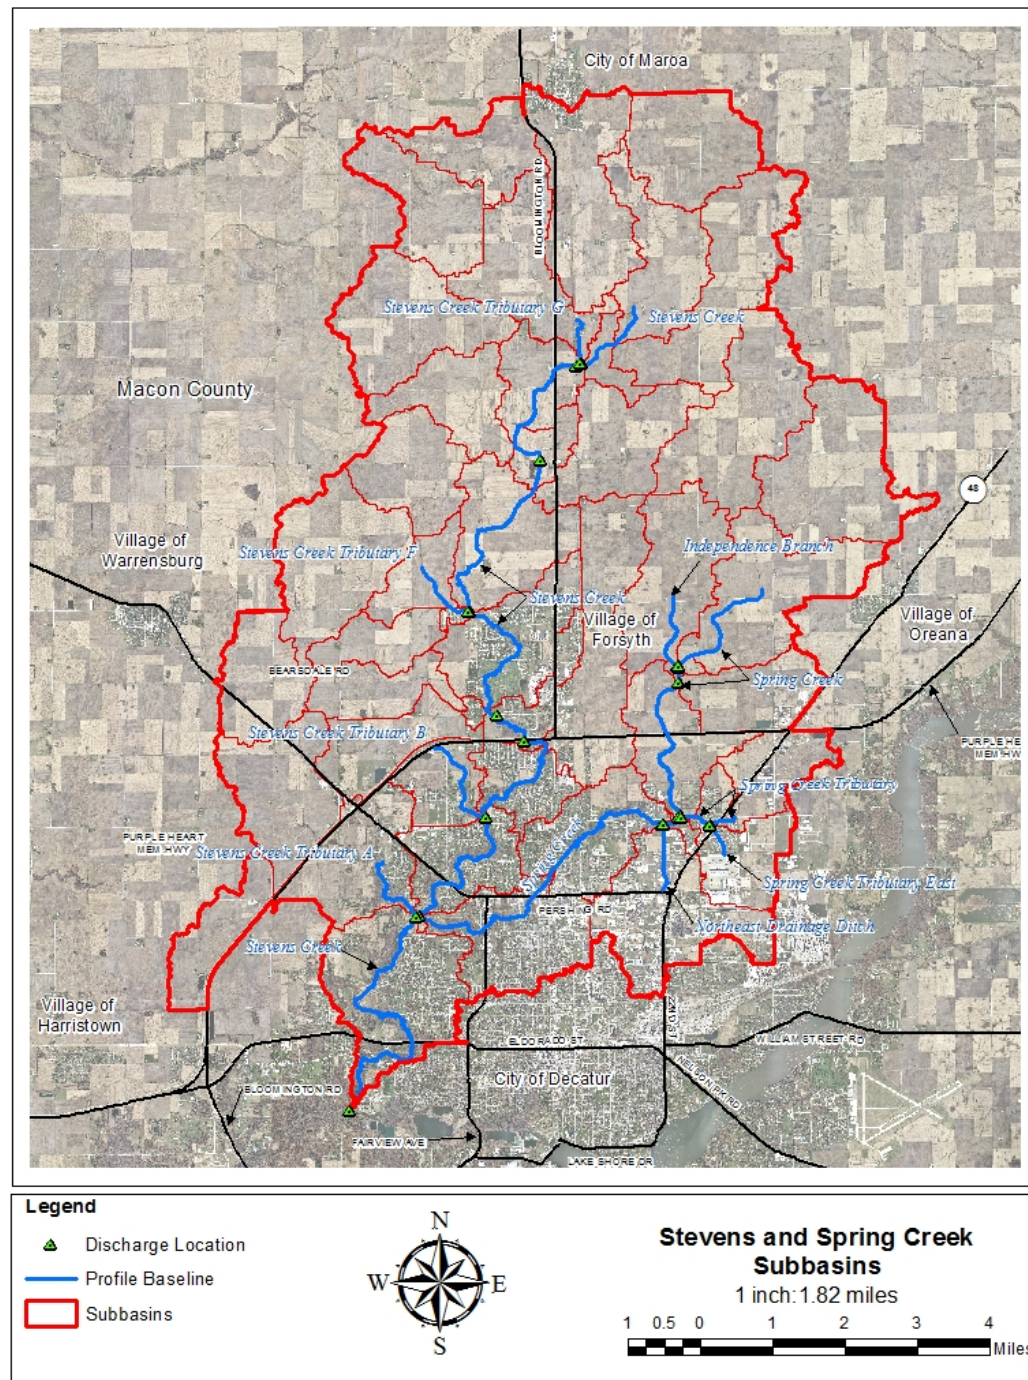 City of Maroa
BLOOMINGTON RD
Stevens Creek Tributary G
Stevens Creek
Macon County
48
Village of
Warrensburg
Stevens Creek Tributary F
Independence Branch
Stevens Creek
Village of
Forsyth
Village of
Oreana
BEARSDALE RD
Spring Creek
Stevens Creek Tributary B
PURPLE HE
MEM HW
Spring Creek Tributary
PURPLE HEART
MEM HWY
Stevens Creek Tributary A
Spring Creek
Spring Creek Tributary East
PERSHING RD
Northeast Drainage Ditch
Stevens Creek
Village of
Harristown
22ND ST
ELDORADO ST
WILLIAM STREET RD
City of Decatur
NELSON PK RD
BLOOMINGTON RD
FAIRVIEW AVE
LAKE SHORE DR
Legend
Discharge Location
Profile Baseline
Subbasins
N
W E
S
Stevens and Spring Creek
Subbasins
1 inch:1.82 miles
1 0.5 0 1 2 3 4
Miles